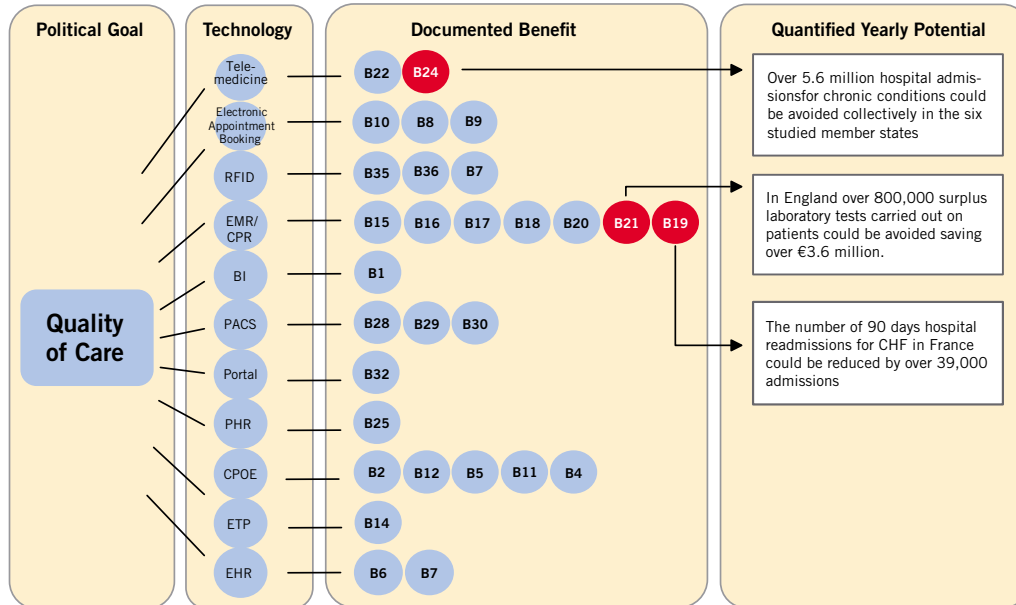 Political Goal
Technology
Documented Benefit
Quantified Yearly Potential
Quality
of Care
Tele-
medicine
B22 B24
Over 5.6 million hospital admis-
sionsfor chronic conditions could
be avoided collectively in the six
studied member states
Electronic
Appointment
Booking
B10 B8 B9
RFID
B35 B36 B7
EMR/
CPR
B15 B16 B17 B18 B20 B21 B19
In England over 800,000 surplus
laboratory tests carried out on
patients could be avoided saving
over €3.6 million.
BI
B1
PACS
B28 B29 B30
The number of 90 days hospital
readmissions for CHF in France
could be reduced by over 39,000
admissions
Portal
B32
PHR
B25
CPOE
B2 B12 B5 B11 B4
ETP
B14
EHR
B6 B7